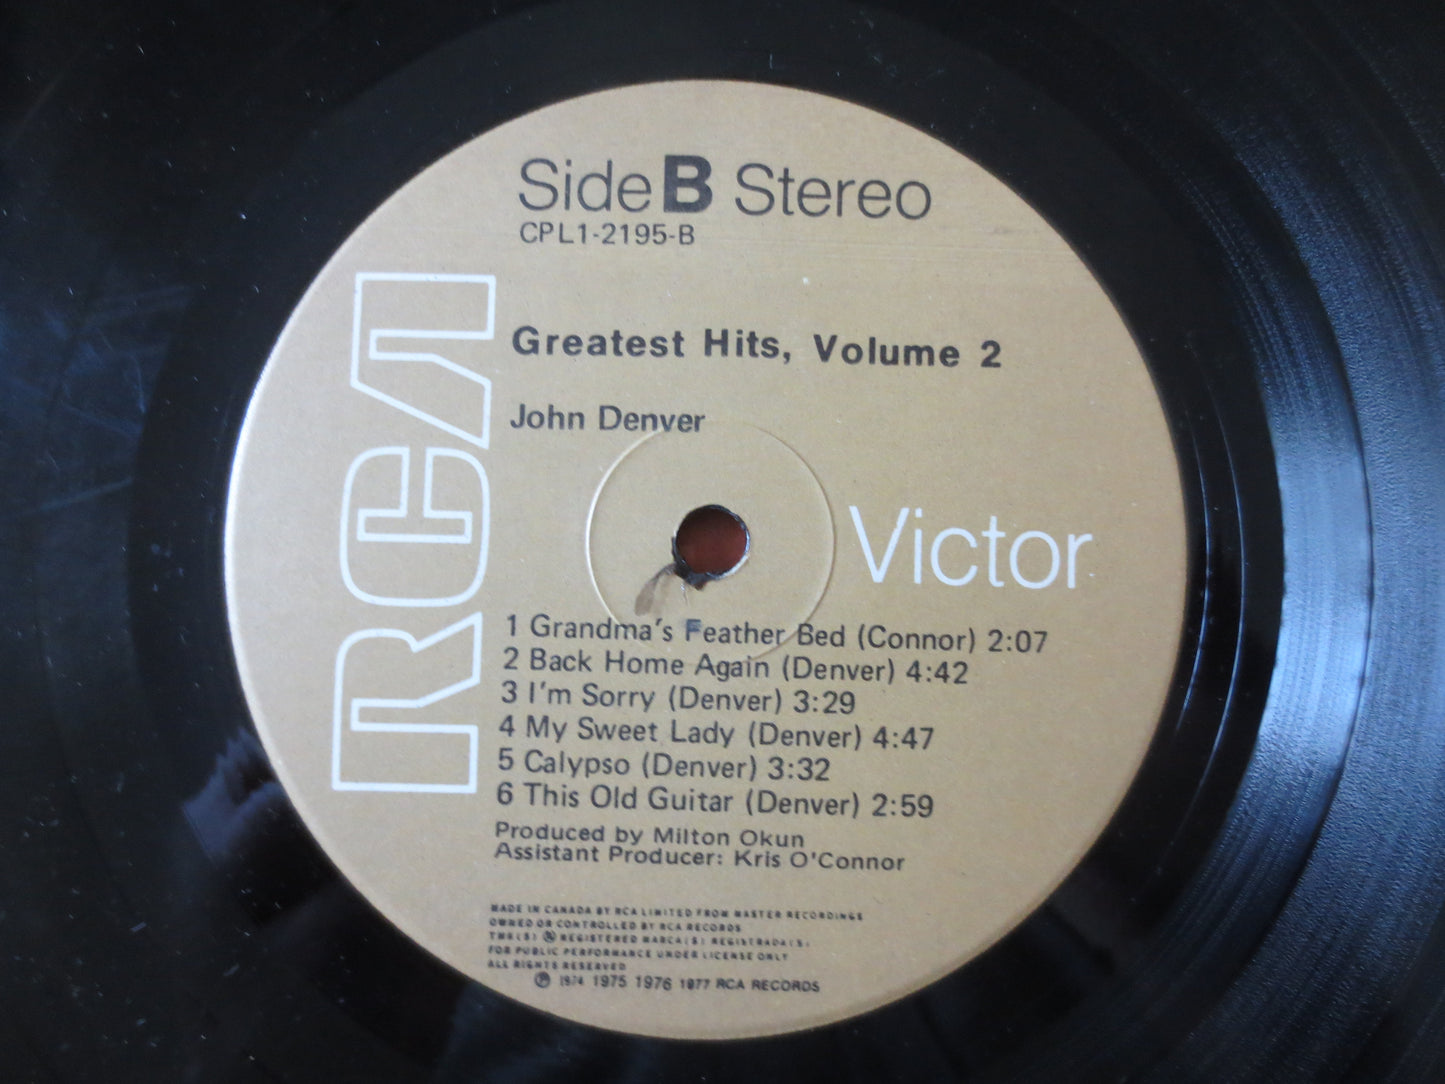 Side B Stereo
CPL1-2195-B
RCA
Greatest Hits, Volume 2
John Denver
Victor
1 Grandma's Feather Bed (Connor) 2:07
2 Back Home Again (Denver) 4:42
3 I'm Sorry (Denver) 3:29
4 My Sweet Lady (Denver) 4:47
5 Calypso (Denver) 3:32
6 This Old Guitar (Denver) 2:59
Produced by Milton Okun
Assistant Producer: Kris O'Connor
MADE IN CANADA BY RCA LIMITED FROM MASTER RECORDINGS
OWNED OR CONTROLLED BY RCA RECORDS
TMK(S) ® REGISTERED MARCA(S) REGISTRADA(S)
FOR PUBLIC PERFORMANCE UNDER LICENSE ONLY
ALL RIGHTS RESERVED
℗ 1974 1975 1976 1977 RCA RECORDS